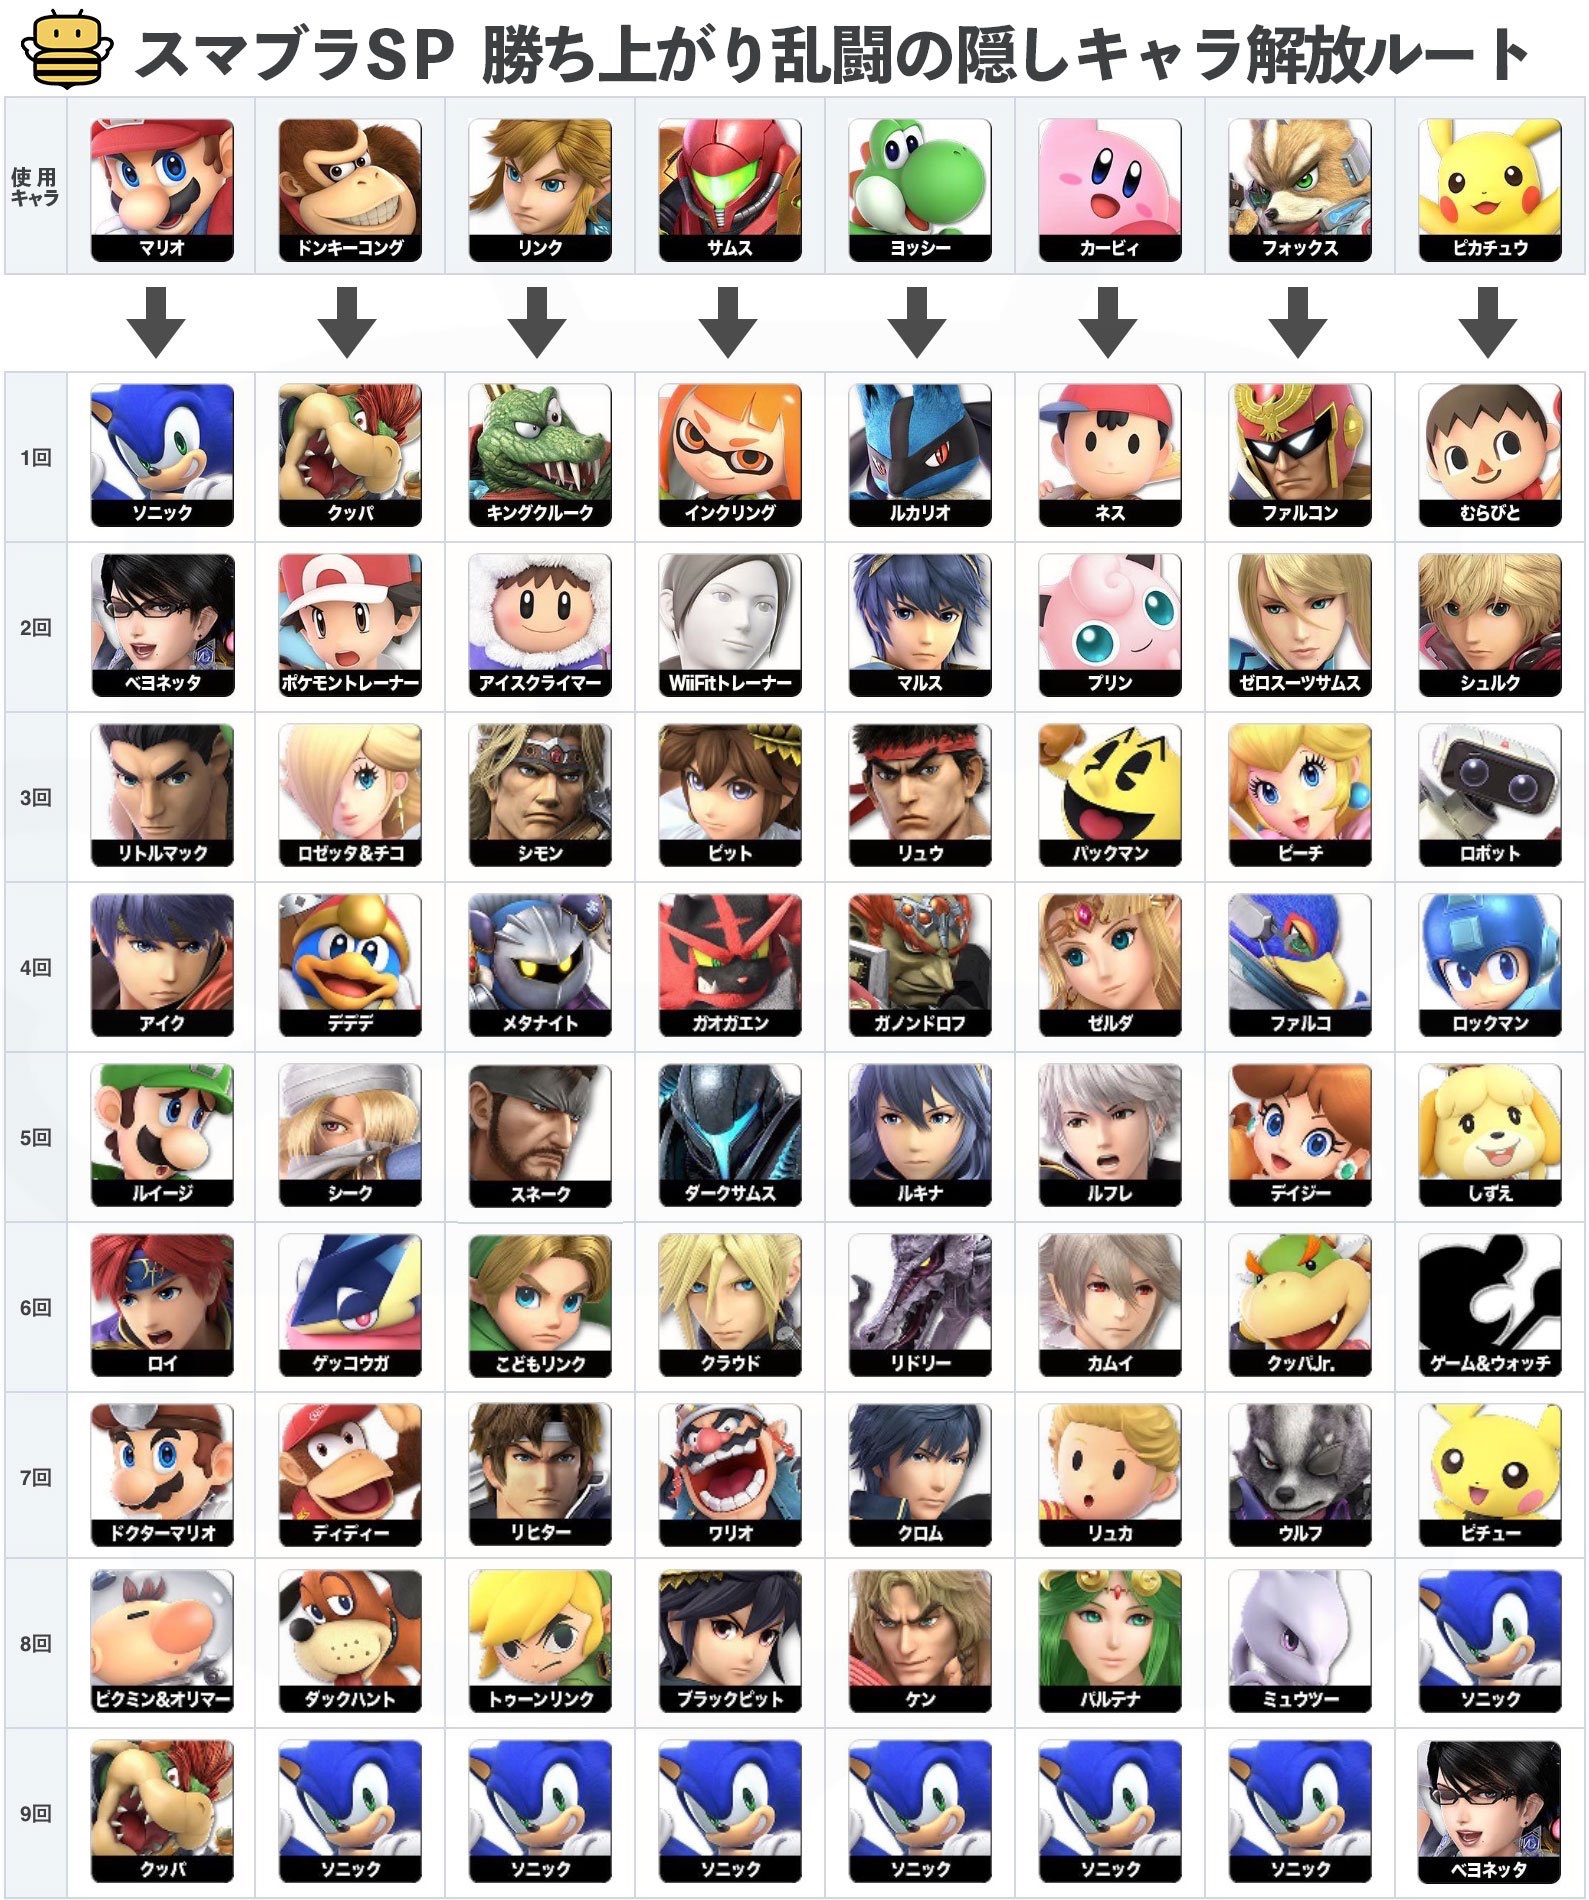 スマブラSP 勝ち上がり乱闘の隠しキャラ解放ルート
使用
キャラ
マリオ
ドンキーコング
リンク
サムス
ヨッシー
カービィ
フォックス
ピカチュウ
1回
ソニック
クッパ
キングクルーク
インクリング
ルカリオ
ネス
ファルコン
むらびと
2回
ベヨネッタ
ポケモントレーナー
アイスクライマー
WiiFitトレーナー
マルス
プリン
ゼロスーツサムス
シュルク
3回
リトルマック
ロゼッタ&チコ
シモン
ピット
リュウ
パックマン
ピーチ
ロボット
4回
アイク
デデデ
メタナイト
ガオガエン
ガノンドロフ
ゼルダ
ファルコ
ロックマン
5回
ルイージ
シーク
スネーク
ダークサムス
ルキナ
ルフレ
デイジー
しずえ
6回
ロイ
ゲッコウガ
こどもリンク
クラウド
リドリー
カムイ
クッパJr.
ゲーム&ウォッチ
7回
ドクターマリオ
ディディー
リヒター
ワリオ
クロム
リュカ
ウルフ
ピチュー
8回
ピクミン&オリマー
ダックハント
トゥーンリンク
ブラックピット
ケン
パルテナ
ミュウツー
ソニック
9回
クッパ
ソニック
ソニック
ソニック
ソニック
ソニック
ソニック
ベヨネッタ